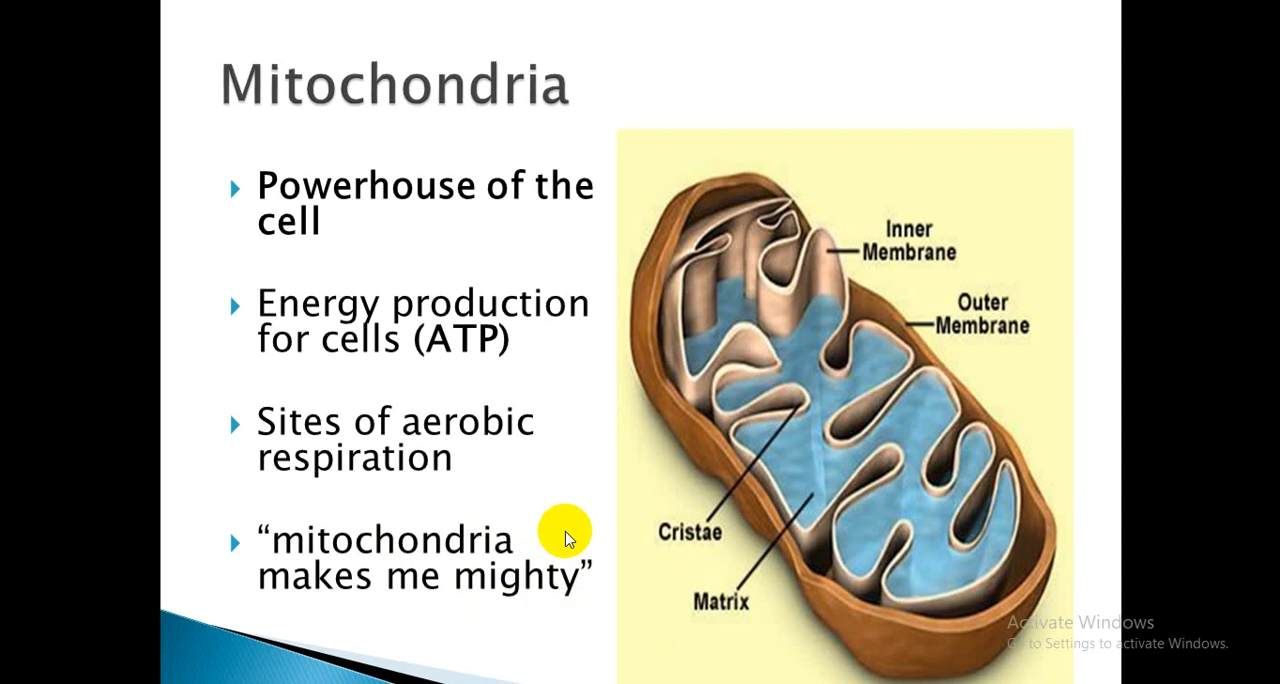 Mitochondria
Powerhouse of the
cell
Energy production
for cells (ATP)
Sites of aerobic
respiration
“mitochondria
makes me mighty”
Inner
Membrane
Outer
Membrane
Cristae
Matrix
Activate Windows
Go to Settings to activate Windows.